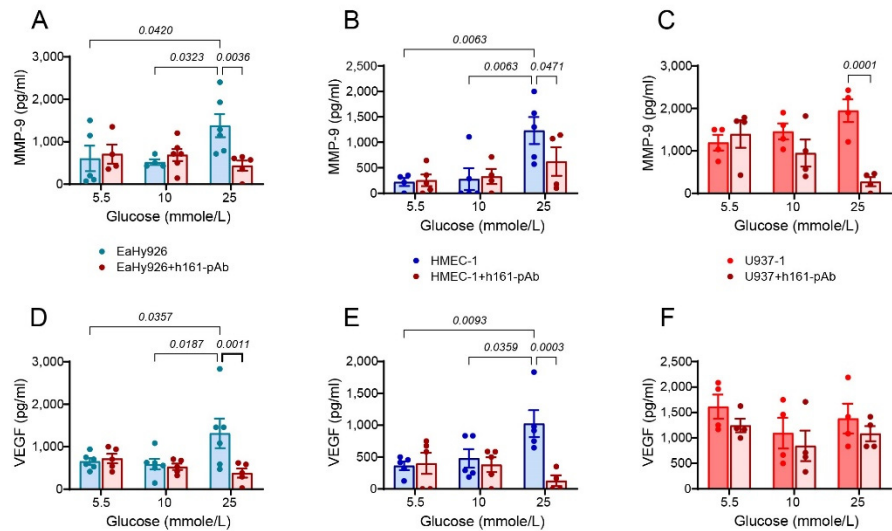 A
0.0420
0.0323 0.0036
3,000
2,000
1,000
0
MMP-9 (pg/ml)
5.5 10 25
Glucose (mmole/L)
EaHy926
EaHy926+h161-pAb
B
0.0063
0.0063 0.0471
2,500
2,000
1,500
1,000
500
0
MMP-9 (pg/ml)
5.5 10 25
Glucose (mmole/L)
HMEC-1
HMEC-1+h161-pAb
C
0.0001
3,000
2,000
1,000
0
MMP-9 (pg/ml)
5.5 10 25
Glucose (mmole/L)
U937-1
U937+h161-pAb
D
0.0357
0.0187 0.0011
3,000
2,000
1,000
0
VEGF (pg/ml)
5.5 10 25
Glucose (mmole/L)
E
0.0093
0.0359 0.0003
2,000
1,500
1,000
500
0
VEGF (pg/ml)
5.5 10 25
Glucose (mmole/L)
F
2,500
2,000
1,500
1,000
500
0
VEGF (pg/ml)
5.5 10 25
Glucose (mmole/L)